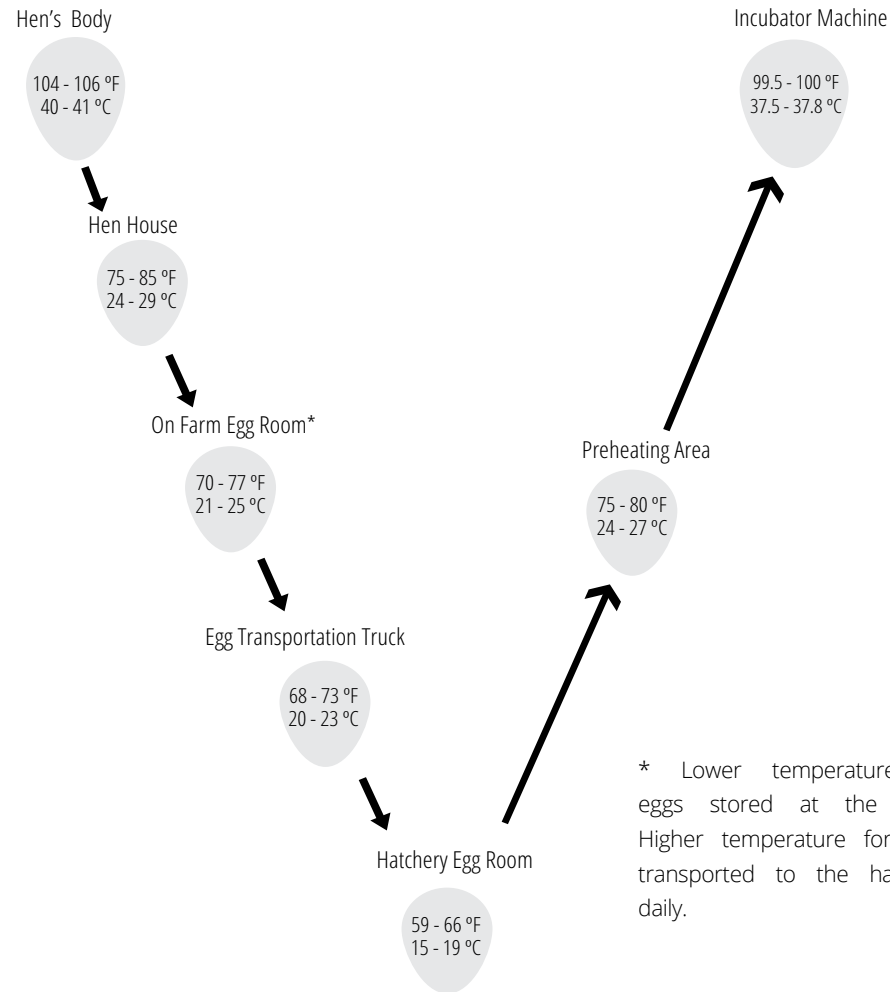 Hen's Body
104 - 106 ºF
40 - 41 ºC
Hen House
75 - 85 ºF
24 - 29 ºC
On Farm Egg Room*
70 - 77 ºF
21 - 25 ºC
Egg Transportation Truck
68 - 73 ºF
20 - 23 ºC
Hatchery Egg Room
59 - 66 ºF
15 - 19 ºC
Preheating Area
75 - 80 ºF
24 - 27 ºC
Incubator Machine
99.5 - 100 ºF
37.5 - 37.8 ºC
* Lower temperature
eggs stored at the
Higher temperature for
transported to the ha
daily.